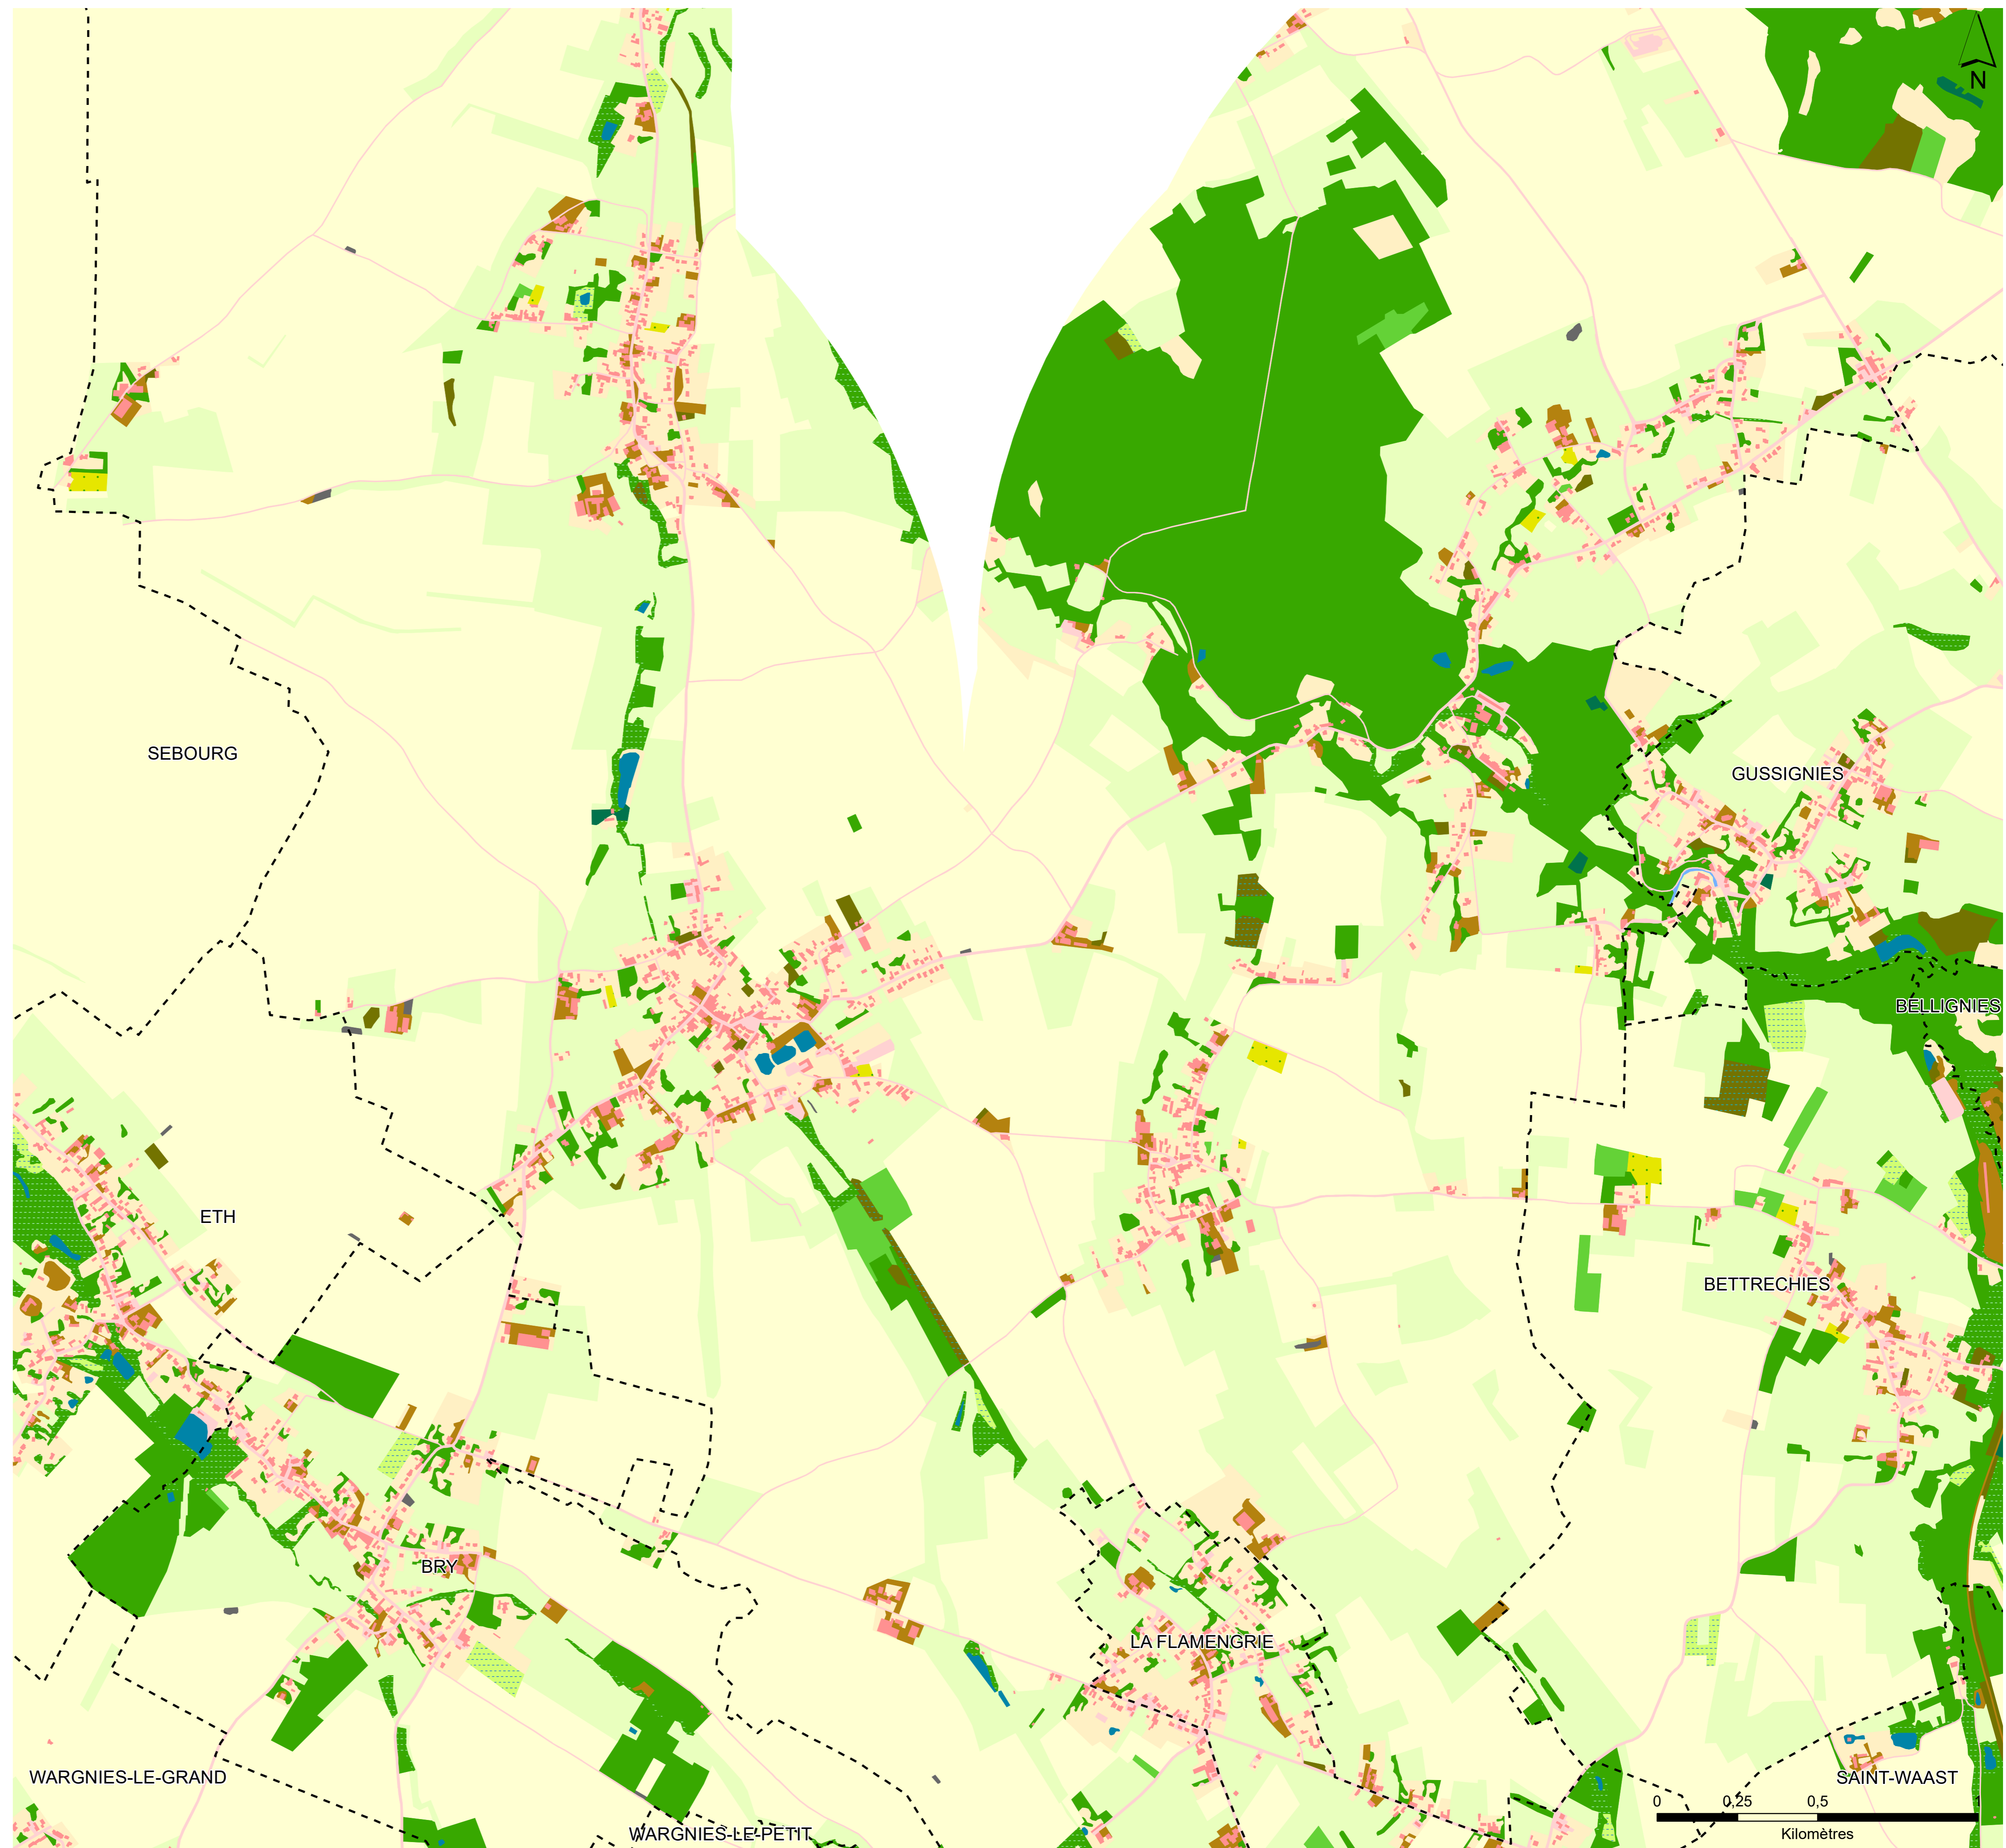 N
SEBOURG
GUSSIGNIES
BELLIGNIES
ETH
BETTRECHIES
BRY
LA FLAMENGRIE
WARGNIES-LE-GRAND
SAINT-WAAST
0 0,25 0,5 1
Kilomètres
WARGNIES-LE-PETIT